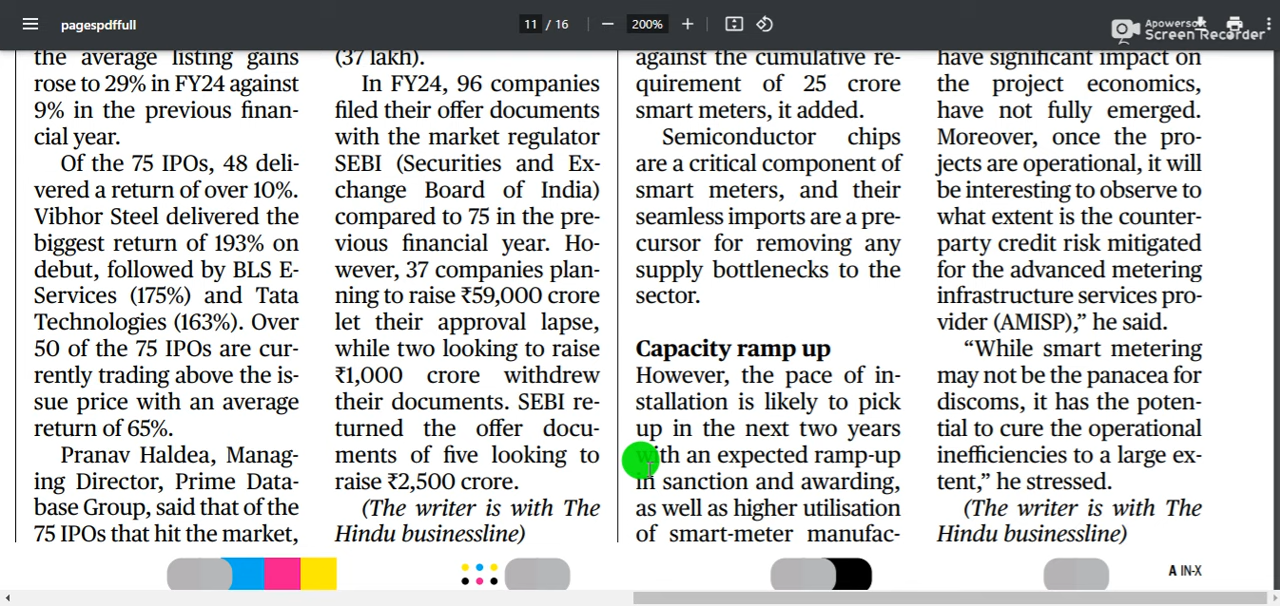 pagespdffull
11 / 16
200%
Apowersoft
Screen Recorder
the average listing gains
rose to 29% in FY24 against
9% in the previous finan-
cial year.
Of the 75 IPOs, 48 deli-
vered a return of over 10%.
Vibhor Steel delivered the
biggest return of 193% on
debut, followed by BLS E-
Services (175%) and Tata
Technologies (163%). Over
50 of the 75 IPOs are cur-
rently trading above the is-
sue price with an average
return of 65%.
Pranav Haldea, Manag-
ing Director, Prime Data-
base Group, said that of the
75 IPOs that hit the market,
(37 lakh).
In FY24, 96 companies
filed their offer documents
with the market regulator
SEBI (Securities and Ex-
change Board of India)
compared to 75 in the pre-
vious financial year. Ho-
wever, 37 companies plan-
ning to raise ₹59,000 crore
let their approval lapse,
while two looking to raise
₹1,000 crore withdrew
their documents. SEBI re-
turned the offer docu-
ments of five looking to
raise ₹2,500 crore.
(The writer is with The
Hindu businessline)
against the cumulative re-
quirement of 25 crore
smart meters, it added.
Semiconductor chips
are a critical component of
smart meters, and their
seamless imports are a pre-
cursor for removing any
supply bottlenecks to the
sector.
Capacity ramp up
However, the pace of in-
stallation is likely to pick
up in the next two years
with an expected ramp-up
in sanction and awarding,
as well as higher utilisation
of smart-meter manufac-
have significant impact on
the project economics,
have not fully emerged.
Moreover, once the pro-
jects are operational, it will
be interesting to observe to
what extent is the counter-
party credit risk mitigated
for the advanced metering
infrastructure services pro-
vider (AMISP),” he said.
“While smart metering
may not be the panacea for
discoms, it has the poten-
tial to cure the operational
inefficiencies to a large ex-
tent,” he stressed.
(The writer is with The
Hindu businessline)
A IN-X